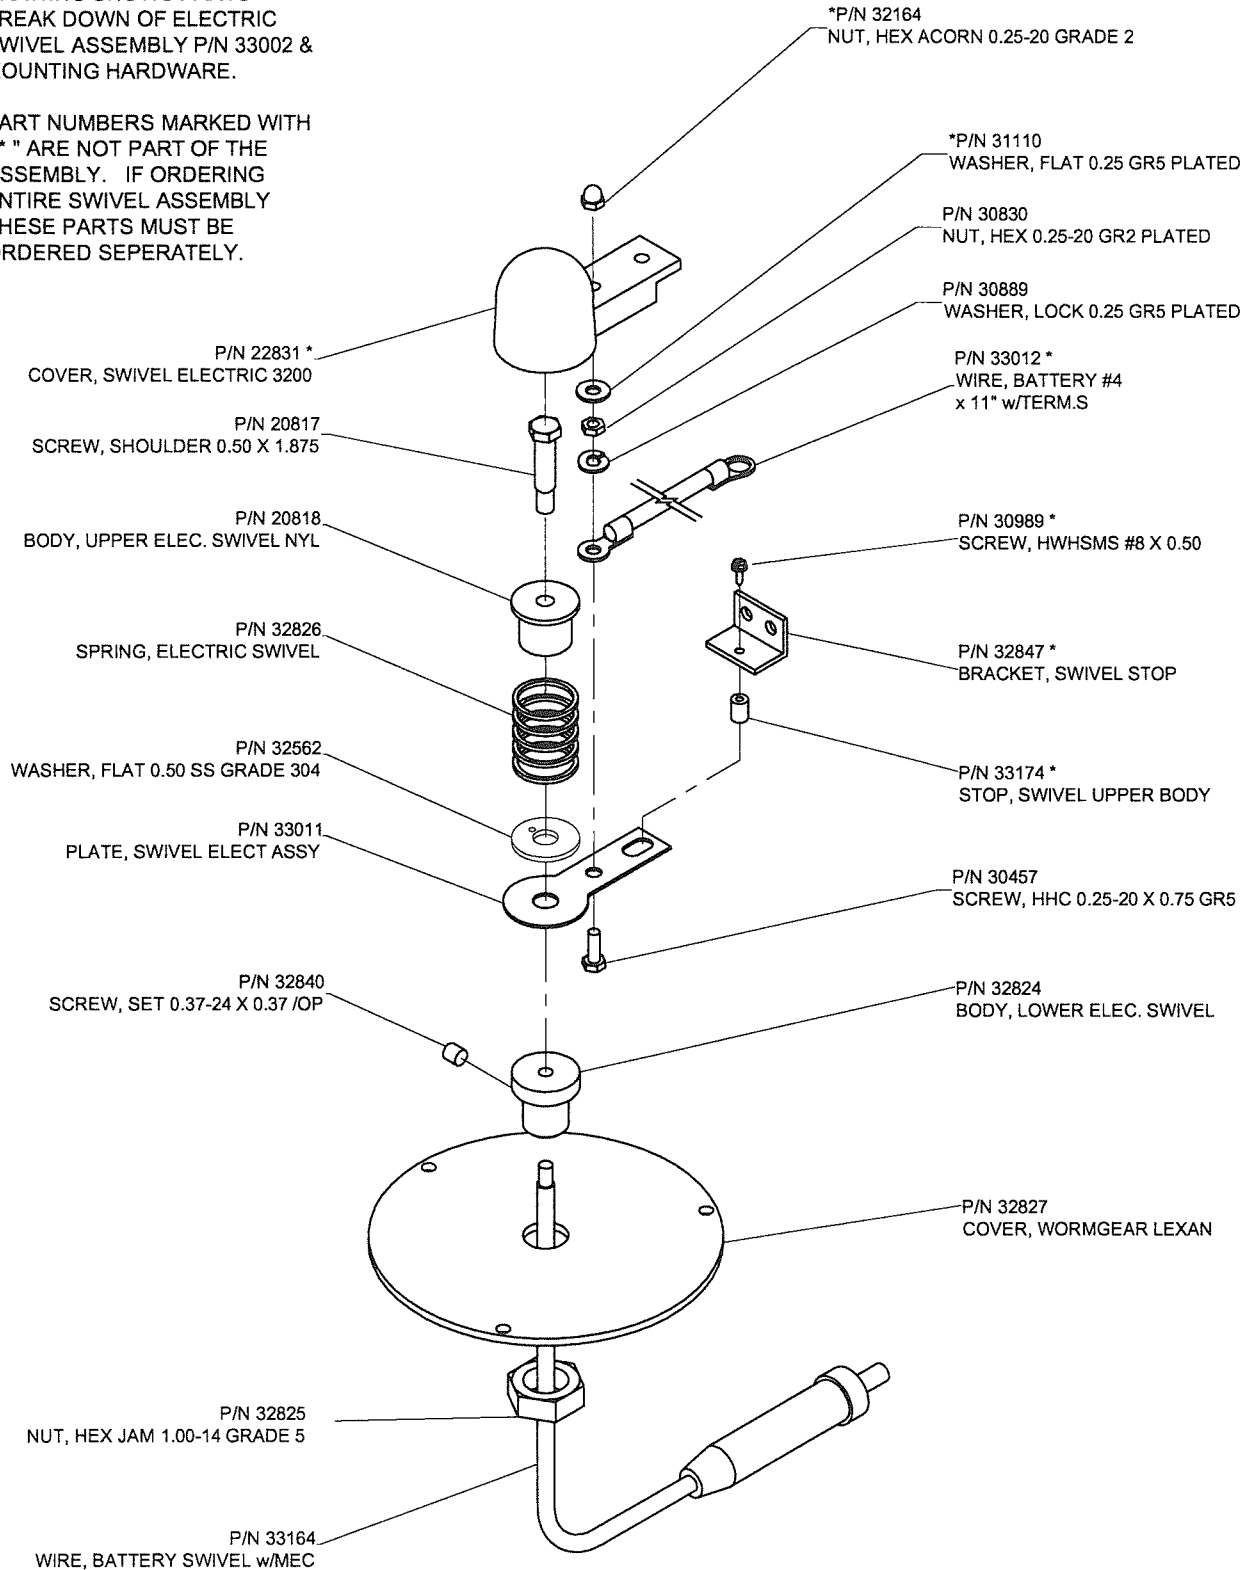 REAK DOWN OF ELECTRIC
WIVEL ASSEMBLY P/N 33002 &
OUNTING HARDWARE.
ART NUMBERS MARKED WITH
* " ARE NOT PART OF THE
SSEMBLY. IF ORDERING
NTIRE SWIVEL ASSEMBLY
HESE PARTS MUST BE
RDERED SEPERATELY.
*P/N 32164
NUT, HEX ACORN 0.25-20 GRADE 2
*P/N 31110
WASHER, FLAT 0.25 GR5 PLATED
P/N 30830
NUT, HEX 0.25-20 GR2 PLATED
P/N 30889
WASHER, LOCK 0.25 GR5 PLATED
P/N 22831 *
COVER, SWIVEL ELECTRIC 3200
P/N 33012 *
WIRE, BATTERY #4
x 11" w/TERM.S
P/N 20817
SCREW, SHOULDER 0.50 X 1.875
P/N 20818
BODY, UPPER ELEC. SWIVEL NYL
P/N 30989 *
SCREW, HWHSMS #8 X 0.50
P/N 32826
SPRING, ELECTRIC SWIVEL
P/N 32847 *
BRACKET, SWIVEL STOP
P/N 32562
WASHER, FLAT 0.50 SS GRADE 304
P/N 33174 *
STOP, SWIVEL UPPER BODY
P/N 33011
PLATE, SWIVEL ELECT ASSY
P/N 30457
SCREW, HHC 0.25-20 X 0.75 GR5
P/N 32840
SCREW, SET 0.37-24 X 0.37 /OP
P/N 32824
BODY, LOWER ELEC. SWIVEL
P/N 32827
COVER, WORMGEAR LEXAN
P/N 32825
NUT, HEX JAM 1.00-14 GRADE 5
P/N 33164
WIRE, BATTERY SWIVEL w/MEC